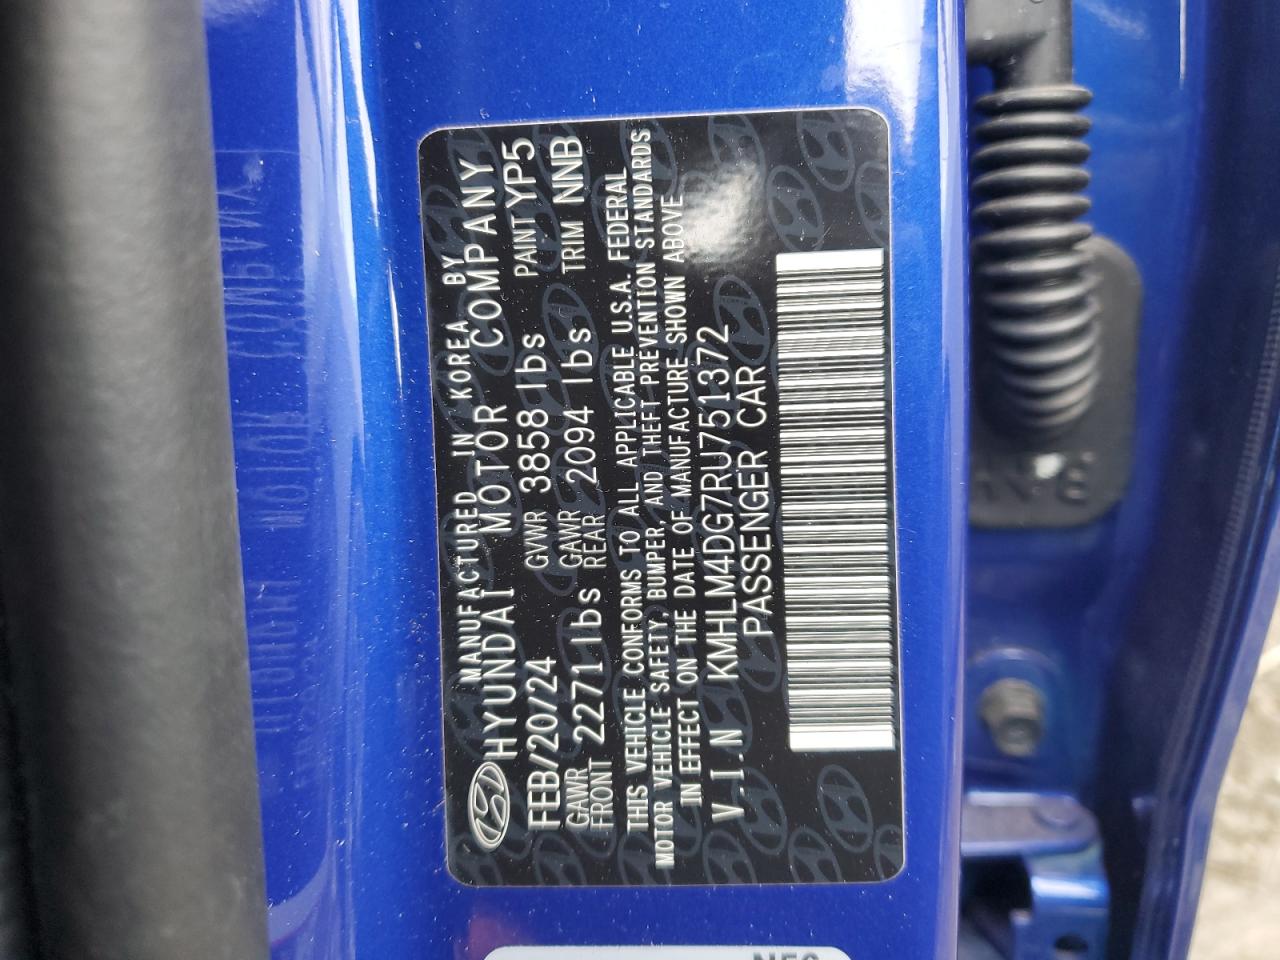 MANUFACTURED IN KOREA BY
HYUNDAI MOTOR COMPANY
FEB/20/24 GVWR 3858 lbs PAINT YP5
GAWR FRONT 2271 lbs GAWR REAR 2094 lbs TRIM NNB
THIS VEHICLE CONFORMS TO ALL APPLICABLE U.S.A. FEDERAL
MOTOR VEHICLE SAFETY, BUMPER, AND THEFT PREVENTION STANDARDS
IN EFFECT ON THE DATE OF MANUFACTURE SHOWN ABOVE
V.I.N KMHLM4DG7RU751372
PASSENGER CAR